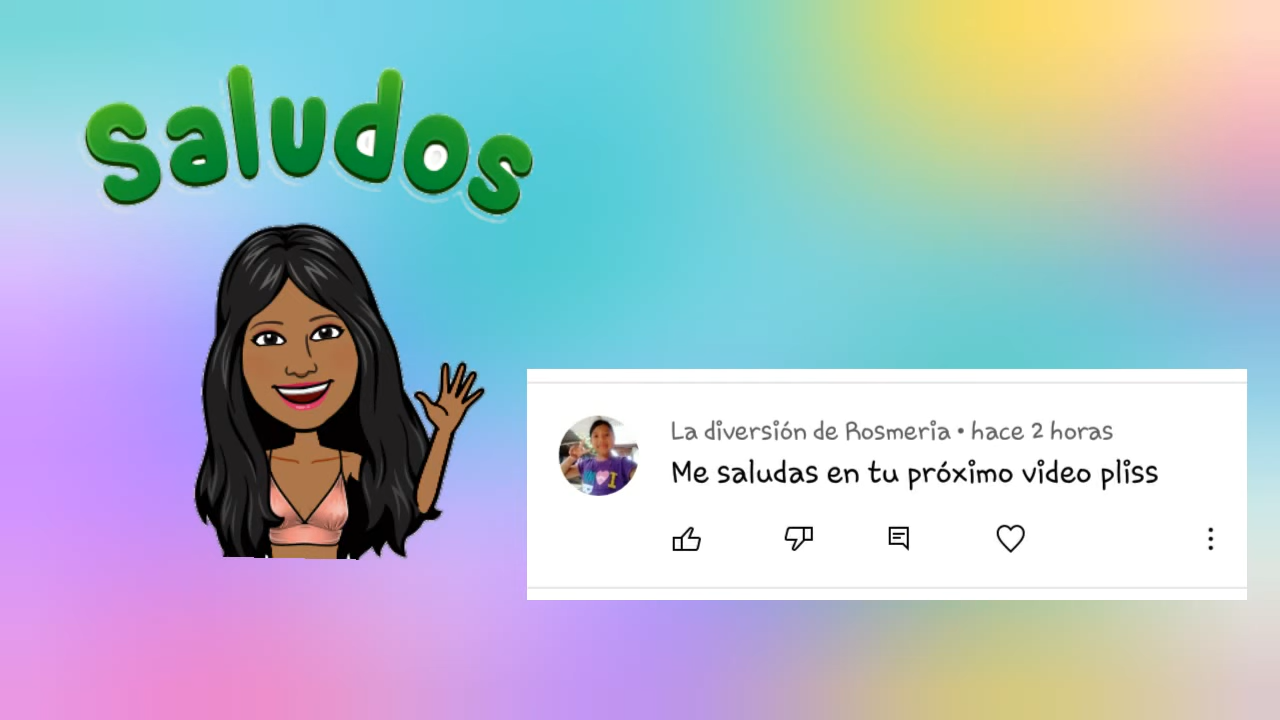 Saludos
La diversión de Rosmeria • hace 2 horas
Me saludas en tu próximo video pliss